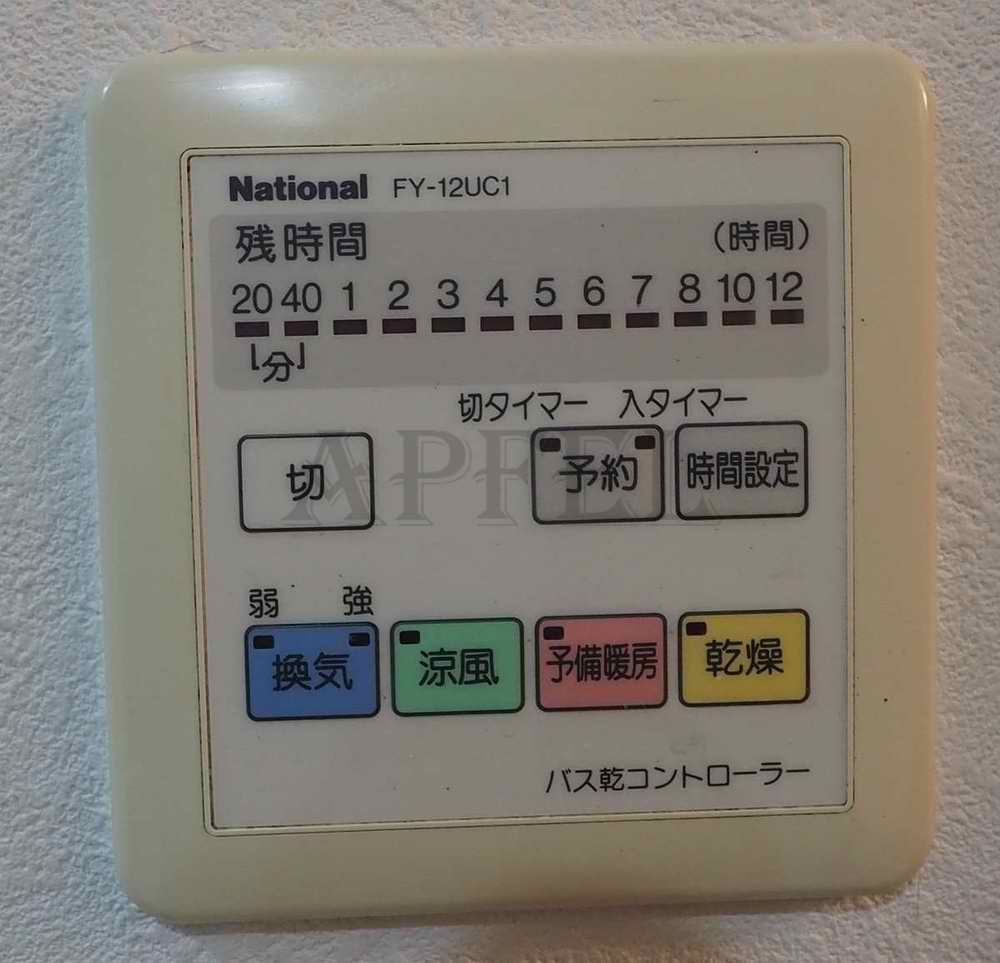 National FY-12UC1
残時間 (時間)
20 40 1 2 3 4 5 6 7 8 10 12
分
切タイマー 入タイマー
切 予約 時間設定
APFEL
弱 強
換気 涼風 予備暖房 乾燥
バス乾コントローラー